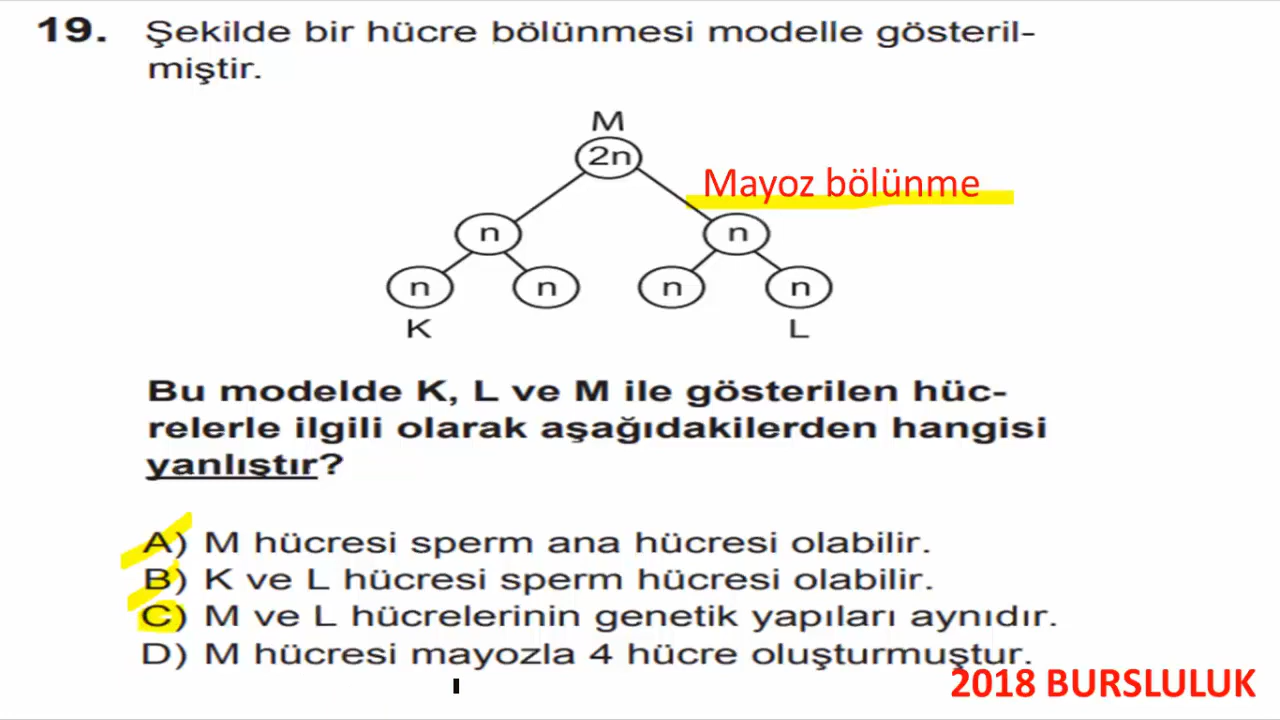 19. Şekilde bir hücre bölünmesi modelle gösteril-
miştir.
M
2n
Mayoz bölünme
n n
n n n n
K L
Bu modelde K, L ve M ile gösterilen hüc-
relerle ilgili olarak aşağıdakilerden hangisi
yanlıştır?
A) M hücresi sperm ana hücresi olabilir.
B) K ve L hücresi sperm hücresi olabilir.
C) M ve L hücrelerinin genetik yapıları aynıdır.
D) M hücresi mayozla 4 hücre oluşturmuştur.
2018 BURSLULUK